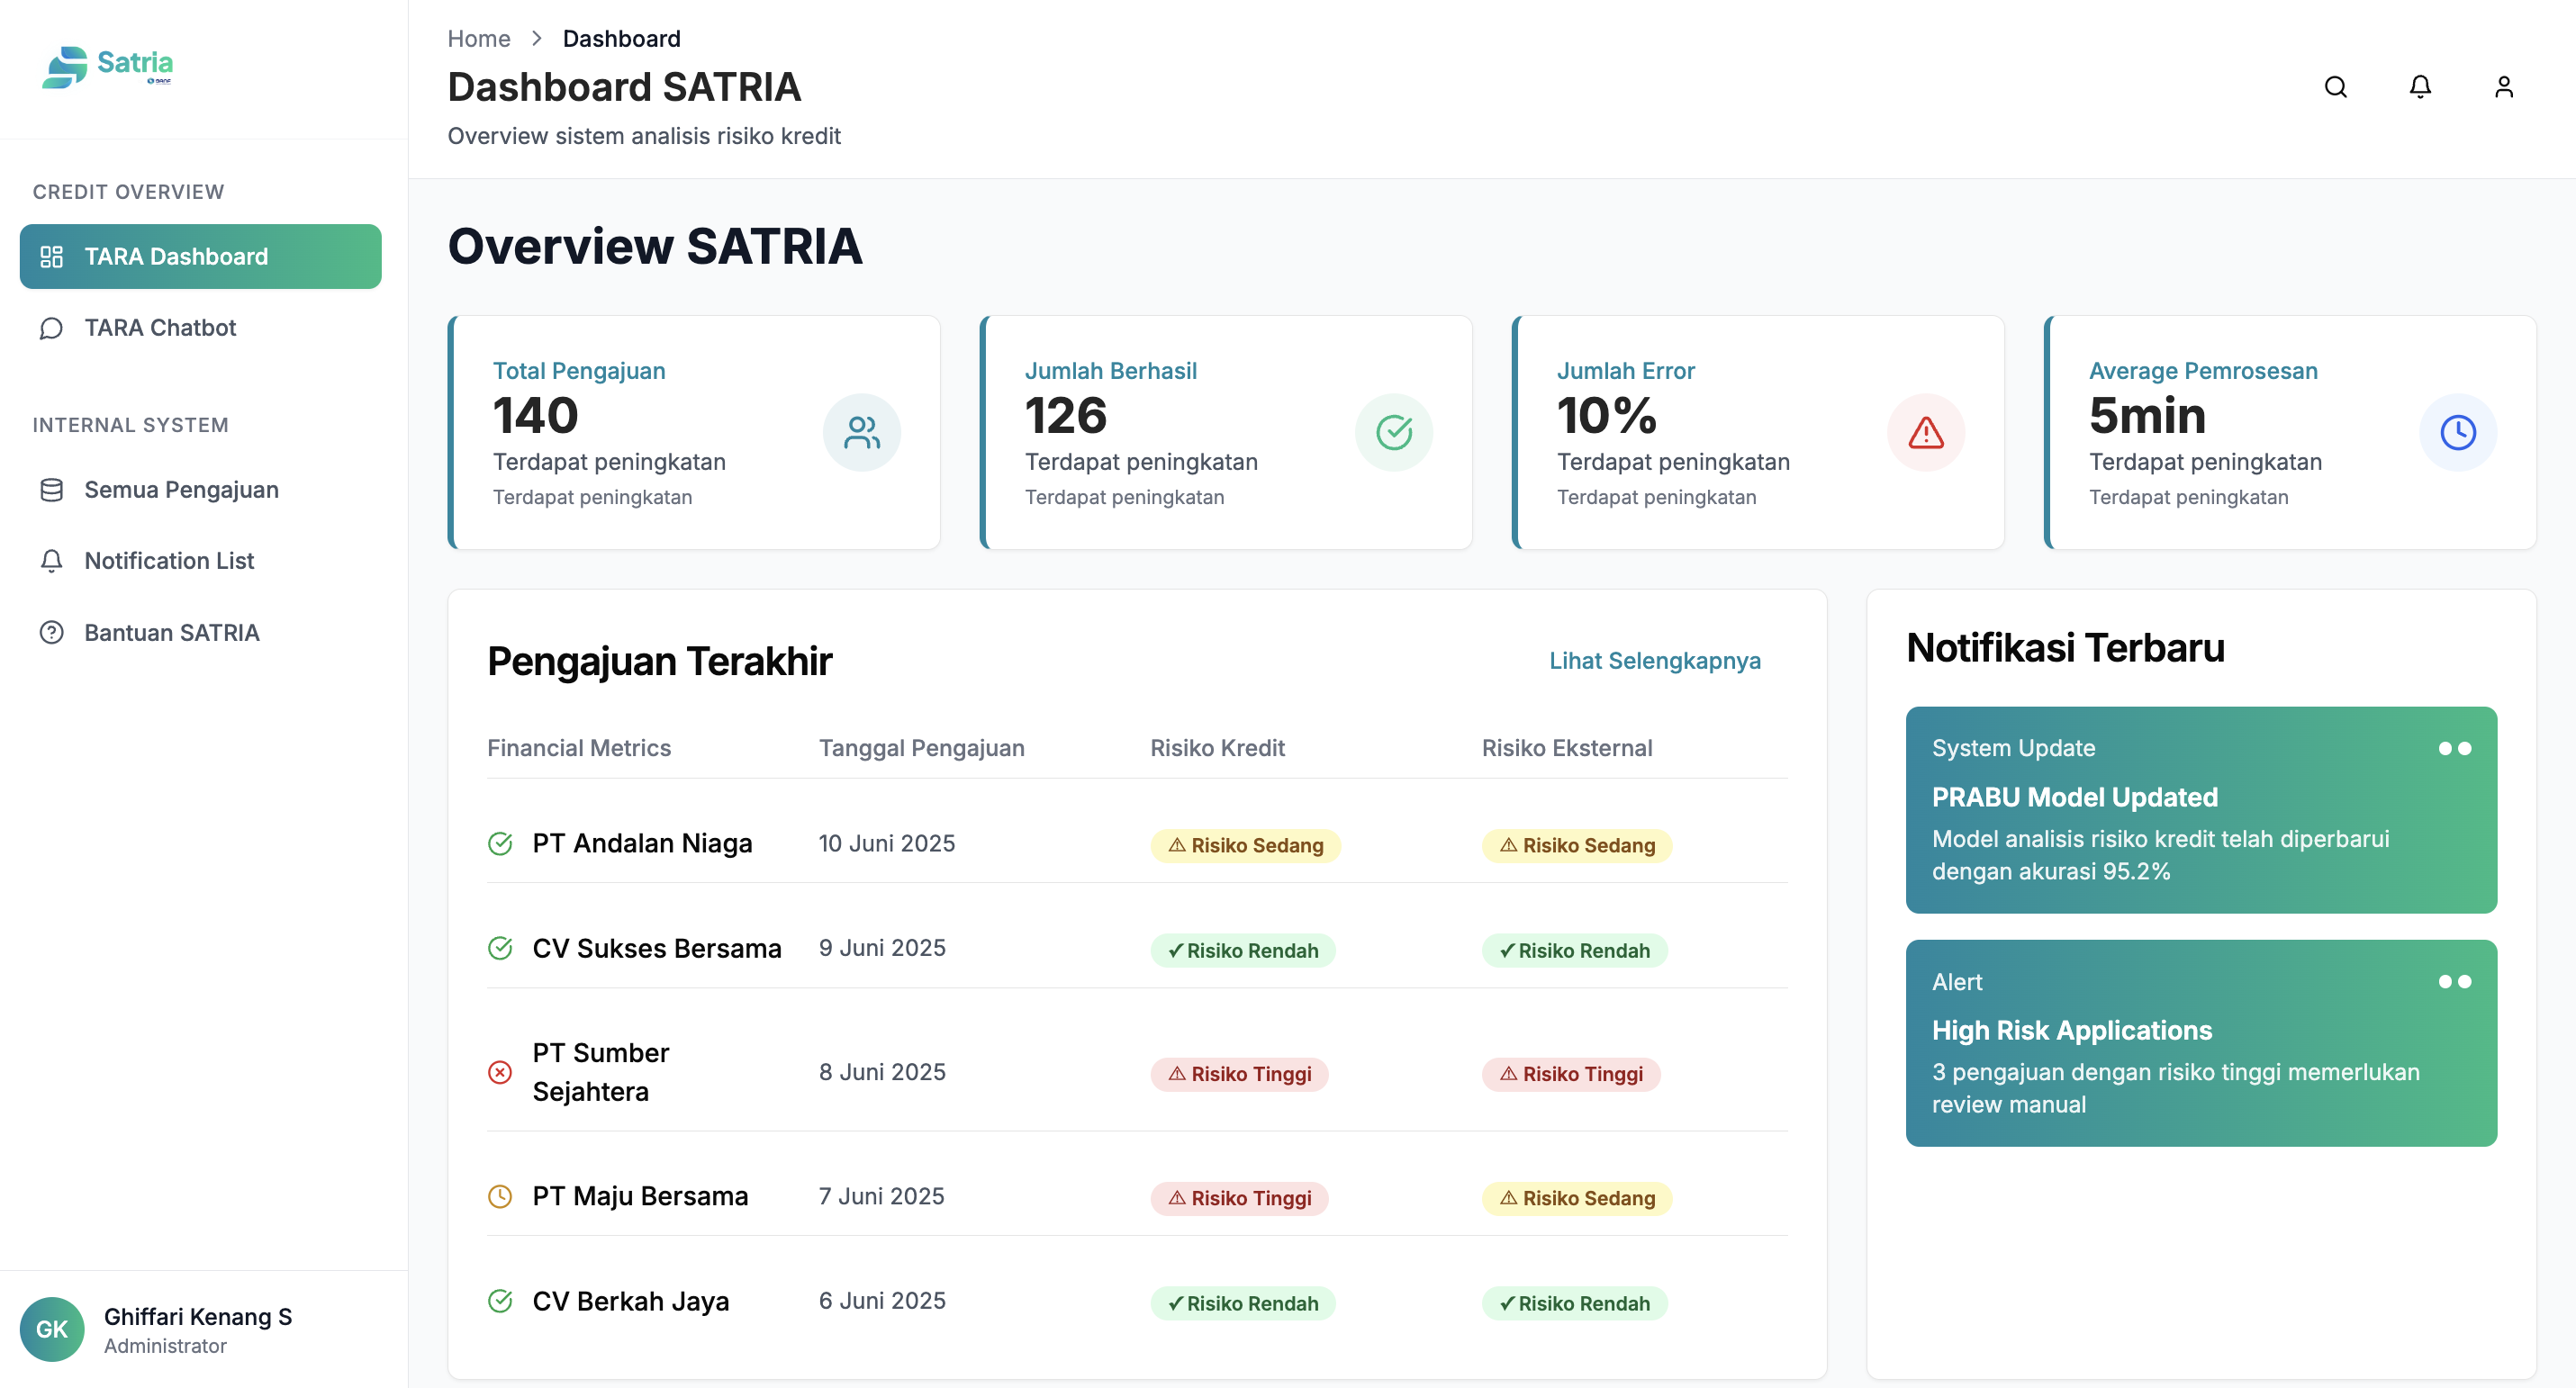 Satria
CREDIT OVERVIEW
TARA Dashboard
TARA Chatbot
INTERNAL SYSTEM
Semua Pengajuan
Notification List
Bantuan SATRIA
GK
Ghiffari Kenang S
Administrator
Home > Dashboard
Dashboard SATRIA
Overview sistem analisis risiko kredit
Overview SATRIA
Total Pengajuan
140
Terdapat peningkatan
Terdapat peningkatan
Jumlah Berhasil
126
Terdapat peningkatan
Terdapat peningkatan
Jumlah Error
10%
Terdapat peningkatan
Terdapat peningkatan
Average Pemrosesan
5min
Terdapat peningkatan
Terdapat peningkatan
Pengajuan Terakhir
Lihat Selengkapnya
Financial Metrics Tanggal Pengajuan Risiko Kredit Risiko Eksternal
PT Andalan Niaga 10 Juni 2025 ⚠ Risiko Sedang ⚠ Risiko Sedang
CV Sukses Bersama 9 Juni 2025 ✓ Risiko Rendah ✓ Risiko Rendah
PT Sumber
Sejahtera 8 Juni 2025 ⚠ Risiko Tinggi ⚠ Risiko Tinggi
PT Maju Bersama 7 Juni 2025 ⚠ Risiko Tinggi ⚠ Risiko Sedang
CV Berkah Jaya 6 Juni 2025 ✓ Risiko Rendah ✓ Risiko Rendah
Notifikasi Terbaru
System Update
PRABU Model Updated
Model analisis risiko kredit telah diperbarui
dengan akurasi 95.2%
Alert
High Risk Applications
3 pengajuan dengan risiko tinggi memerlukan
review manual